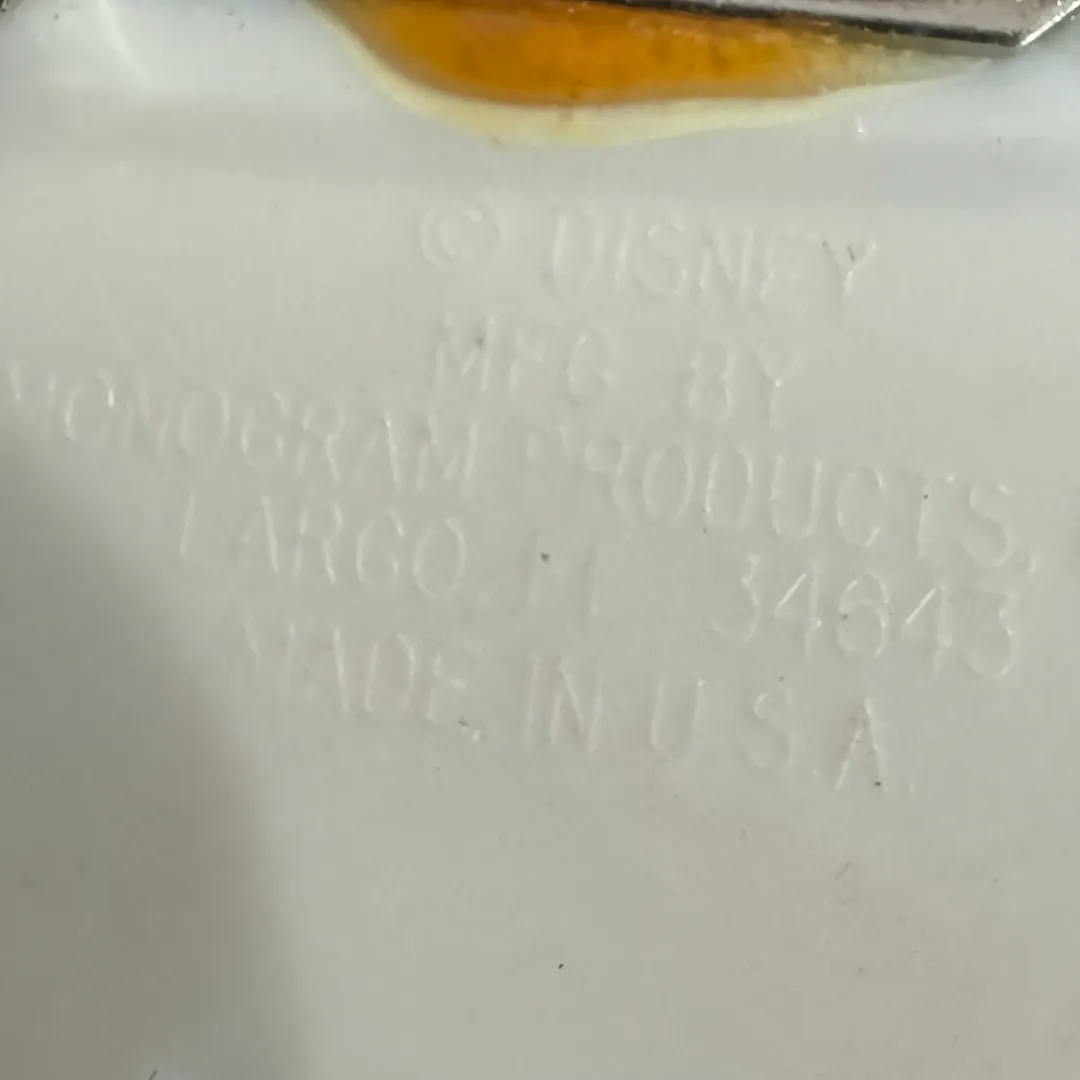 © DISNEY
MFG BY
MONOGRAM PRODUCTS,
LARGO, Fl 34643
MADE IN U.S.A.